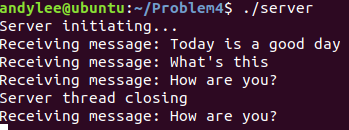 andylee@ubuntu:~/Problem4$ ./server
Server initiating...
Receiving message: Today is a good day
Receiving message: What's this
Receiving message: How are you?
Server thread closing
Receiving message: How are you?